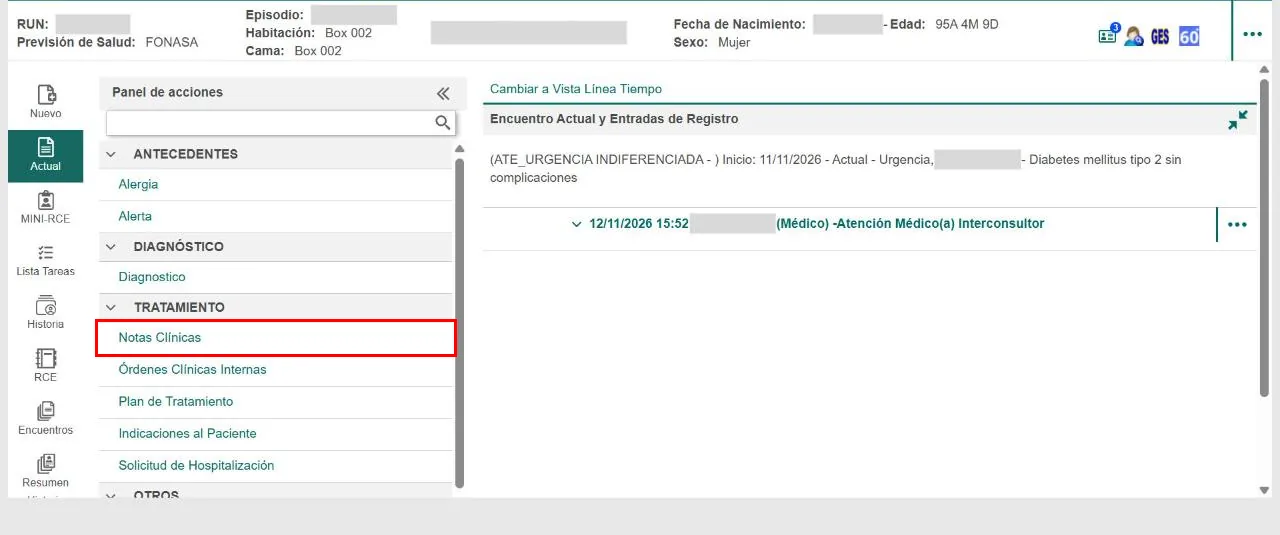 RUN:
Previsión de Salud: FONASA
Episodio:
Habitación: Box 002
Cama: Box 002
Fecha de Nacimiento: - Edad: 95A 4M 9D
Sexo: Mujer
3
GES
60
Nuevo
Actual
MINI-RCE
Lista Tareas
Historia
RCE
Encuentros
Resumen
Panel de acciones
ANTECEDENTES
Alergia
Alerta
DIAGNÓSTICO
Diagnostico
TRATAMIENTO
Notas Clínicas
Órdenes Clínicas Internas
Plan de Tratamiento
Indicaciones al Paciente
Solicitud de Hospitalización
OTROS
Cambiar a Vista Línea Tiempo
Encuentro Actual y Entradas de Registro
(ATE_URGENCIA INDIFERENCIADA - ) Inicio: 11/11/2026 - Actual - Urgencia, - Diabetes mellitus tipo 2 sin
complicaciones
12/11/2026 15:52 (Médico) -Atención Médico(a) Interconsultor